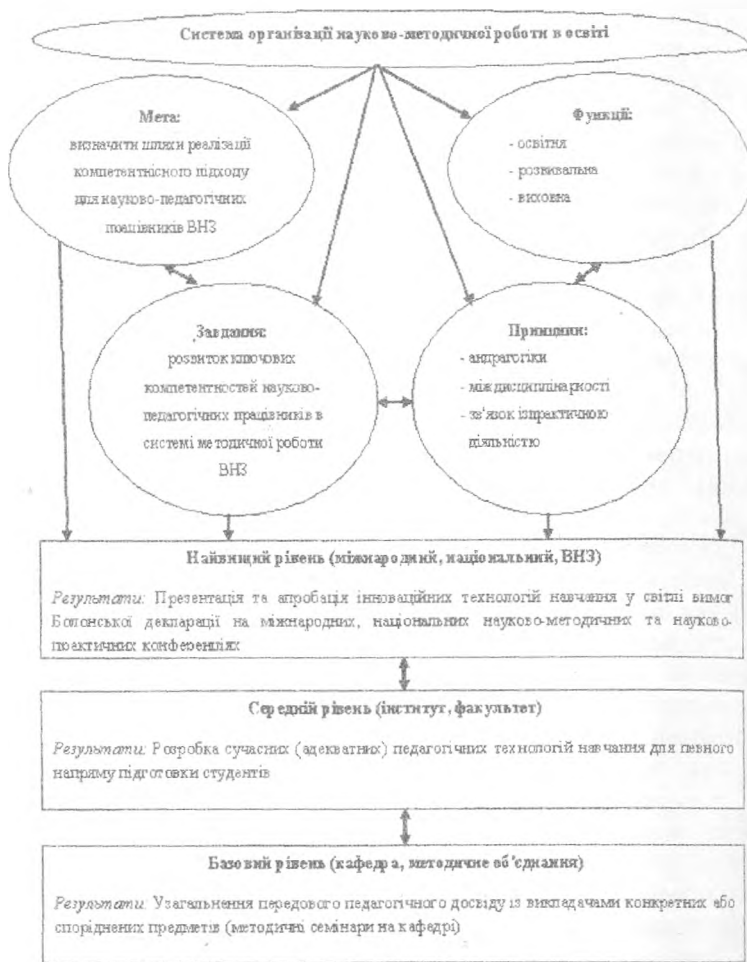 Система організації науково-методичної роботи в освіті
Мета:
визначити шляхи реалізації
компетентнісного підходу
для науково-педагогічних
працівників ВНЗ
Функції:
- освітня
- розвивальна
- виховна
Завдання:
розвиток ключових
компетентностей науково-
педагогічних працівників в
системі методичної роботи
ВНЗ
Принципи:
- андрагогіки
- міждисциплінарності
- зв'язок ізпрактичною
діяльністю
Найвищий рівень (міжнародний, національний, ВНЗ)
Результати: Презентація та апробація інноваційних технологій навчання у світлі вимог
Болонської декларації на міжнародних, національних науково-методичних та науково-
практичних конференціях
Середній рівень (інститут, факультет)
Результати: Розробка сучасних (адекватних) педагогічних технологій навчання для певного
напряму підготовки студентів
Базовий рівень (кафедра, методичне об'єднання)
Результати: Узагальнення передового педагогічного досвіду із викладачами конкретних або
споріднених предметів (методичні семінари на кафедрі)